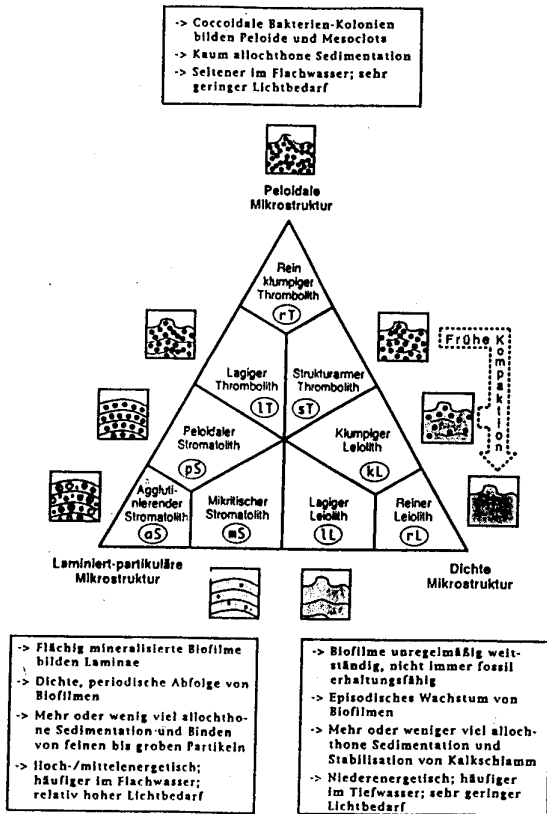 -> Coccoidale Bakterien-Kolonien
bilden Peloide und Mesoclots
-> Kaum allochthone Sedimentation
-> Seltener im Flachwasser; sehr
geringer Lichtbedarf
Peloidale
Mikrostruktur
Rein
klumpiger
Thrombolith
rT
Frühe
Kompaktion
Lagiger
Thrombolith
lT
Strukturarmer
Thrombolith
sT
Peloidaler
Stromatolith
pS
Klumpiger
Leiolith
kL
Aggluti-
nierender
Stromatolith
aS
Mikritischer
Stromatolith
mS
Lagiger
Leiolith
lL
Reiner
Leiolith
rL
Laminiert-partikuläre
Mikrostruktur
Dichte
Mikrostruktur
-> Flächig mineralisierte Biofilme
bilden Laminae
-> Dichte, periodische Abfolge von
Biofilmen
-> Mehr oder wenig viel allochtho-
ne Sedimentation und Binden
von feinen bis groben Partikeln
-> Hoch-/mittelenergetisch;
häufiger im Flachwasser;
relativ hoher Lichtbedarf
-> Biofilme unregelmäßig weit-
ständig, nicht immer fossil
erhaltungsfähig
-> Episodisches Wachstum von
Biofilmen
-> Mehr oder weniger viel alloch-
thone Sedimentation und
Stabilisation von Kalkschlamm
-> Niederenergetisch; häufiger
im Tiefwasser; sehr geringer
Lichtbedarf